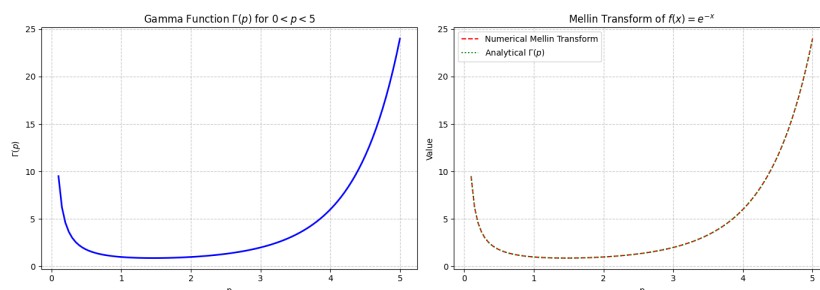 Gamma Function Γ(p) for 0 < p < 5
25
20
15
10
5
0
Γ(p)
0 1 2 3 4 5
Mellin Transform of f(x) = e⁻ˣ
Numerical Mellin Transform
Analytical Γ(p)
25
20
15
10
5
0
Value
0 1 2 3 4 5